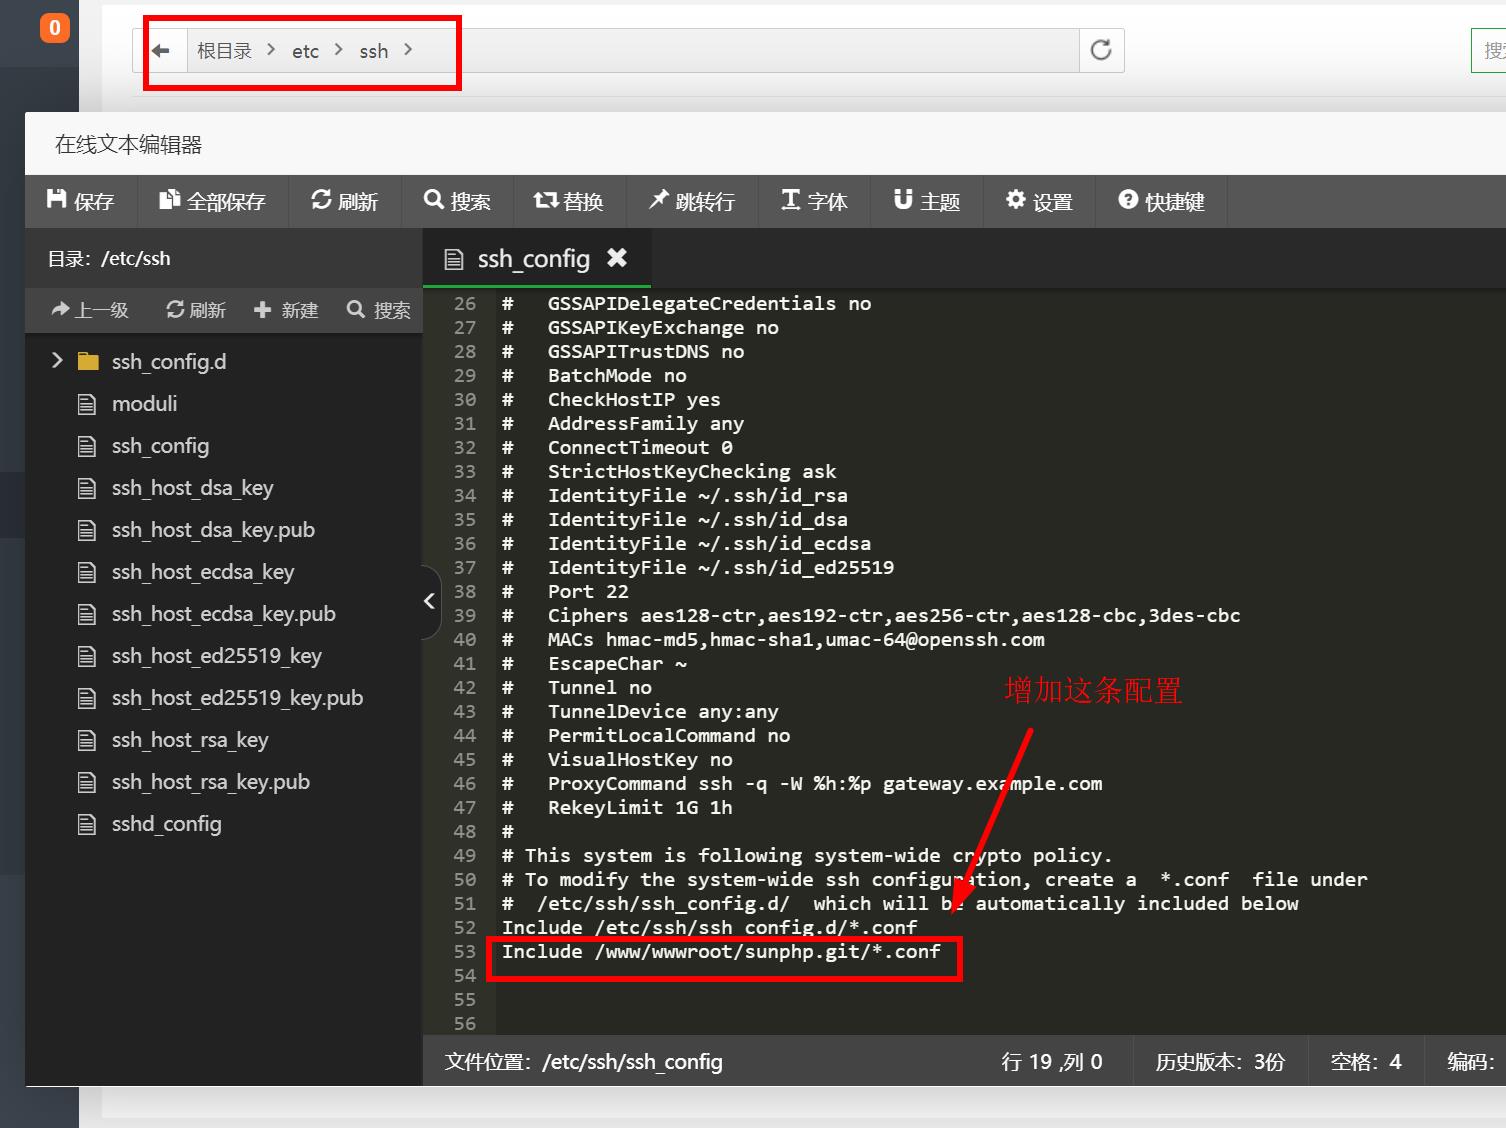 0
根目录 etc ssh
搜
在线文本编辑器
保存 全部保存 刷新 搜索 替换 跳转行 字体 主题 设置 快捷键
目录: /etc/ssh
上一级 刷新 新建 搜索
ssh_config.d
moduli
ssh_config
ssh_host_dsa_key
ssh_host_dsa_key.pub
ssh_host_ecdsa_key
ssh_host_ecdsa_key.pub
ssh_host_ed25519_key
ssh_host_ed25519_key.pub
ssh_host_rsa_key
ssh_host_rsa_key.pub
sshd_config
ssh_config
26 #   GSSAPIDelegateCredentials no
27 #   GSSAPIKeyExchange no
28 #   GSSAPITrustDNS no
29 #   BatchMode no
30 #   CheckHostIP yes
31 #   AddressFamily any
32 #   ConnectTimeout 0
33 #   StrictHostKeyChecking ask
34 #   IdentityFile ~/.ssh/id_rsa
35 #   IdentityFile ~/.ssh/id_dsa
36 #   IdentityFile ~/.ssh/id_ecdsa
37 #   IdentityFile ~/.ssh/id_ed25519
38 #   Port 22
39 #   Ciphers aes128-ctr,aes192-ctr,aes256-ctr,aes128-cbc,3des-cbc
40 #   MACs hmac-md5,hmac-sha1,umac-64@openssh.com
41 #   EscapeChar ~
42 #   Tunnel no
43 #   TunnelDevice any:any
44 #   PermitLocalCommand no
45 #   VisualHostKey no
46 #   ProxyCommand ssh -q -W %h:%p gateway.example.com
47 #   RekeyLimit 1G 1h
48 #
49 # This system is following system-wide crypto policy.
50 # To modify the system-wide ssh configuration, create a  *.conf  file under
51 #  /etc/ssh/ssh_config.d/  which will be automatically included below
52 Include /etc/ssh/ssh_config.d/*.conf
53 Include /www/wwwroot/sunphp.git/*.conf
54
55
56
增加这条配置
文件位置: /etc/ssh/ssh_config 行 19 ,列 0 历史版本: 3份 空格: 4 编码: